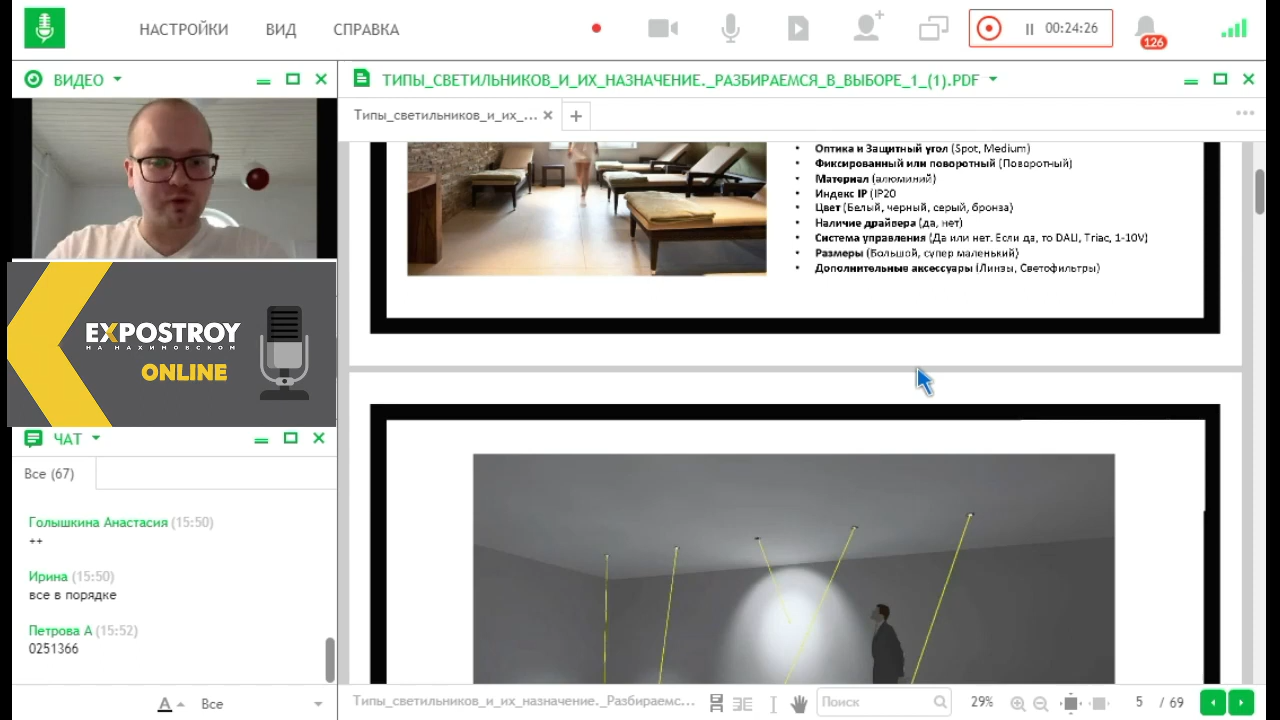 НАСТРОЙКИ ВИД СПРАВКА
00:24:26
126
ВИДЕО
ТИПЫ_СВЕТИЛЬНИКОВ_И_ИХ_НАЗНАЧЕНИЕ._РАЗБИРАЕМСЯ_В_ВЫБОРЕ_1_(1).PDF
Типы_светильников_и_их_...
• Оптика и Защитный угол (Spot, Medium)
• Фиксированный или поворотный (Поворотный)
• Материал (алюминий)
• Индекс IP (IP20
• Цвет (Белый, черный, серый, бронза)
• Наличие драйвера (да, нет)
• Система управления (Да или нет. Если да, то DALI, Triac, 1-10V)
• Размеры (Большой, супер маленький)
• Дополнительные аксессуары (Линзы, Светофильтры)
EXPOSTROY
НА НАХИМОВСКОМ
ONLINE
ЧАТ
Все (67)
Голышкина Анастасия (15:50)
++
Ирина (15:50)
все в порядке
Петрова А (15:52)
0251366
А Все
Типы_светильников_и_их_назначение._Разбираемс...
Поиск
29%
5 / 69